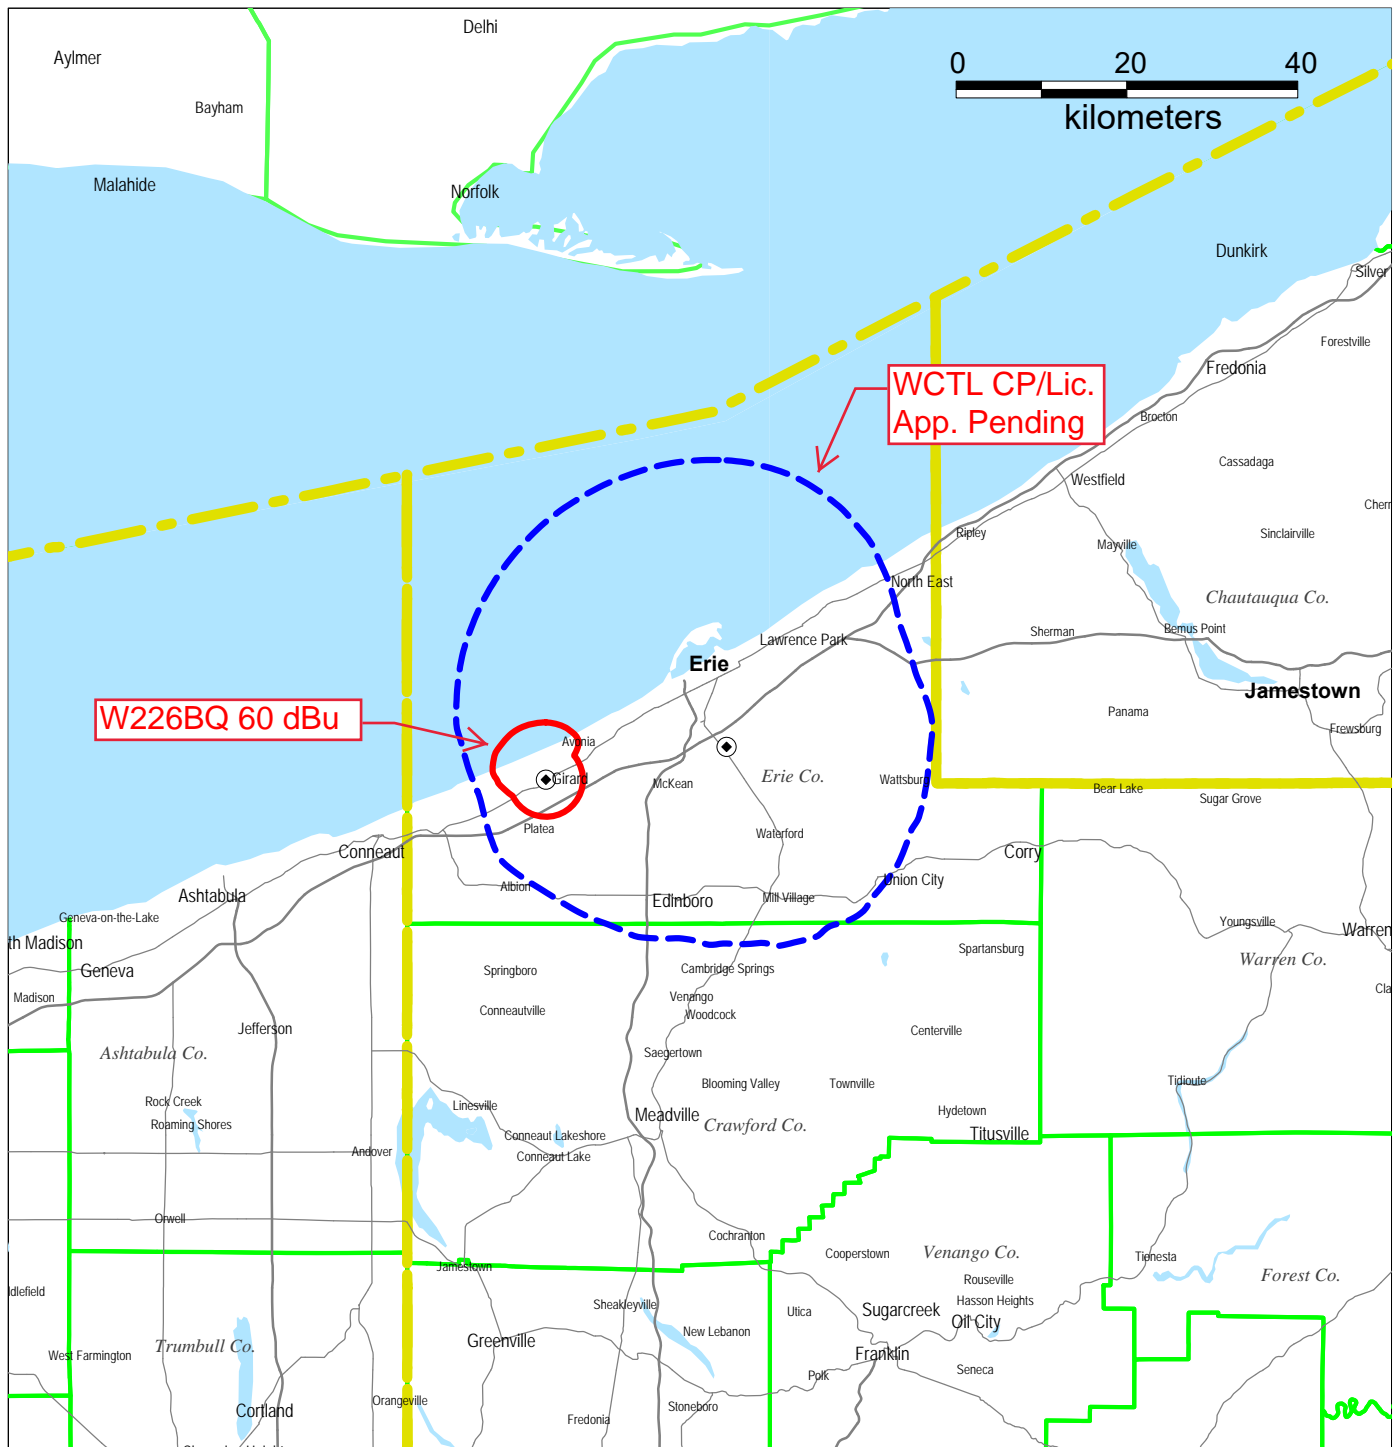 Delhi
Aylmer
0 20 40
Bayham
kilometers
Malahide
Norfolk
Dunkirk
Silver
Forestville
Fredonia
WCTL CP/Lic.
App. Pending
Brocton
Cassadaga
Westfield
Cherr
Ripley
Sinclairville
Mayville
North East
Chautauqua Co.
Bemus Point
Sherman
Lawrence Park
Erie
Jamestown
W226BQ 60 dBu
Panama
Frewsburg
Avonia
Girard
McKean
Erie Co.
Wattsburg
Bear Lake
Sugar Grove
Platea
Waterford
Conneaut
Corry
Albion
Union City
Ashtabula
Edinboro
Mill Village
Geneva-on-the-Lake
Youngsville
Warren
th Madison
Spartansburg
Warren Co.
Geneva
Springboro
Cambridge Springs
Madison
Venango
Cla
Conneautville
Woodcock
Jefferson
Centerville
Ashtabula Co.
Saegertown
Blooming Valley
Townville
Tidioute
Rock Creek
Linesville
Hydetown
Roaming Shores
Meadville
Crawford Co.
Titusville
Conneaut Lakeshore
Andover
Conneaut Lake
Orwell
Cochranton
Cooperstown
Venango Co.
Tionesta
Jamestown
Forest Co.
Rouseville
dlefield
Sheakleyville
Hasson Heights
Utica
Sugarcreek
Oil City
New Lebanon
Trumbull Co.
Greenville
West Farmington
Franklin
Seneca
Polk
Orangeville
Stoneboro
Cortland
Fredonia